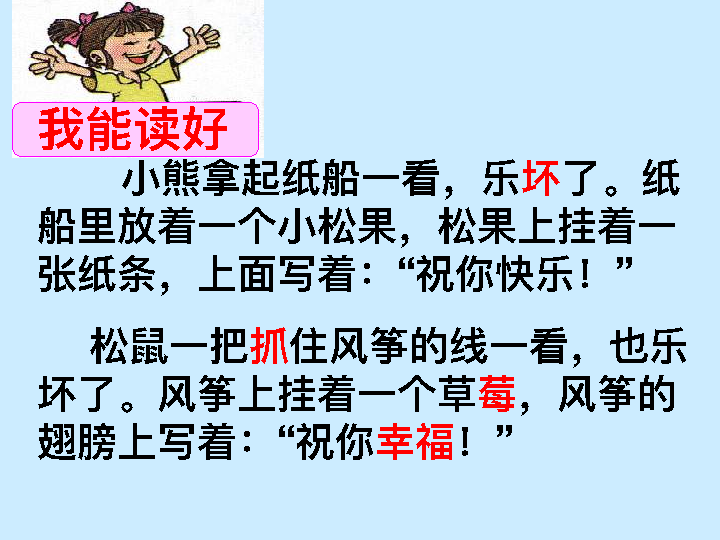 我能读好
小熊拿起纸船一看，乐坏了。纸
船里放着一个小松果，松果上挂着一
张纸条，上面写着：“祝你快乐！”
松鼠一把抓住风筝的线一看，也乐
坏了。风筝上挂着一个草莓，风筝的
翅膀上写着：“祝你幸福！”